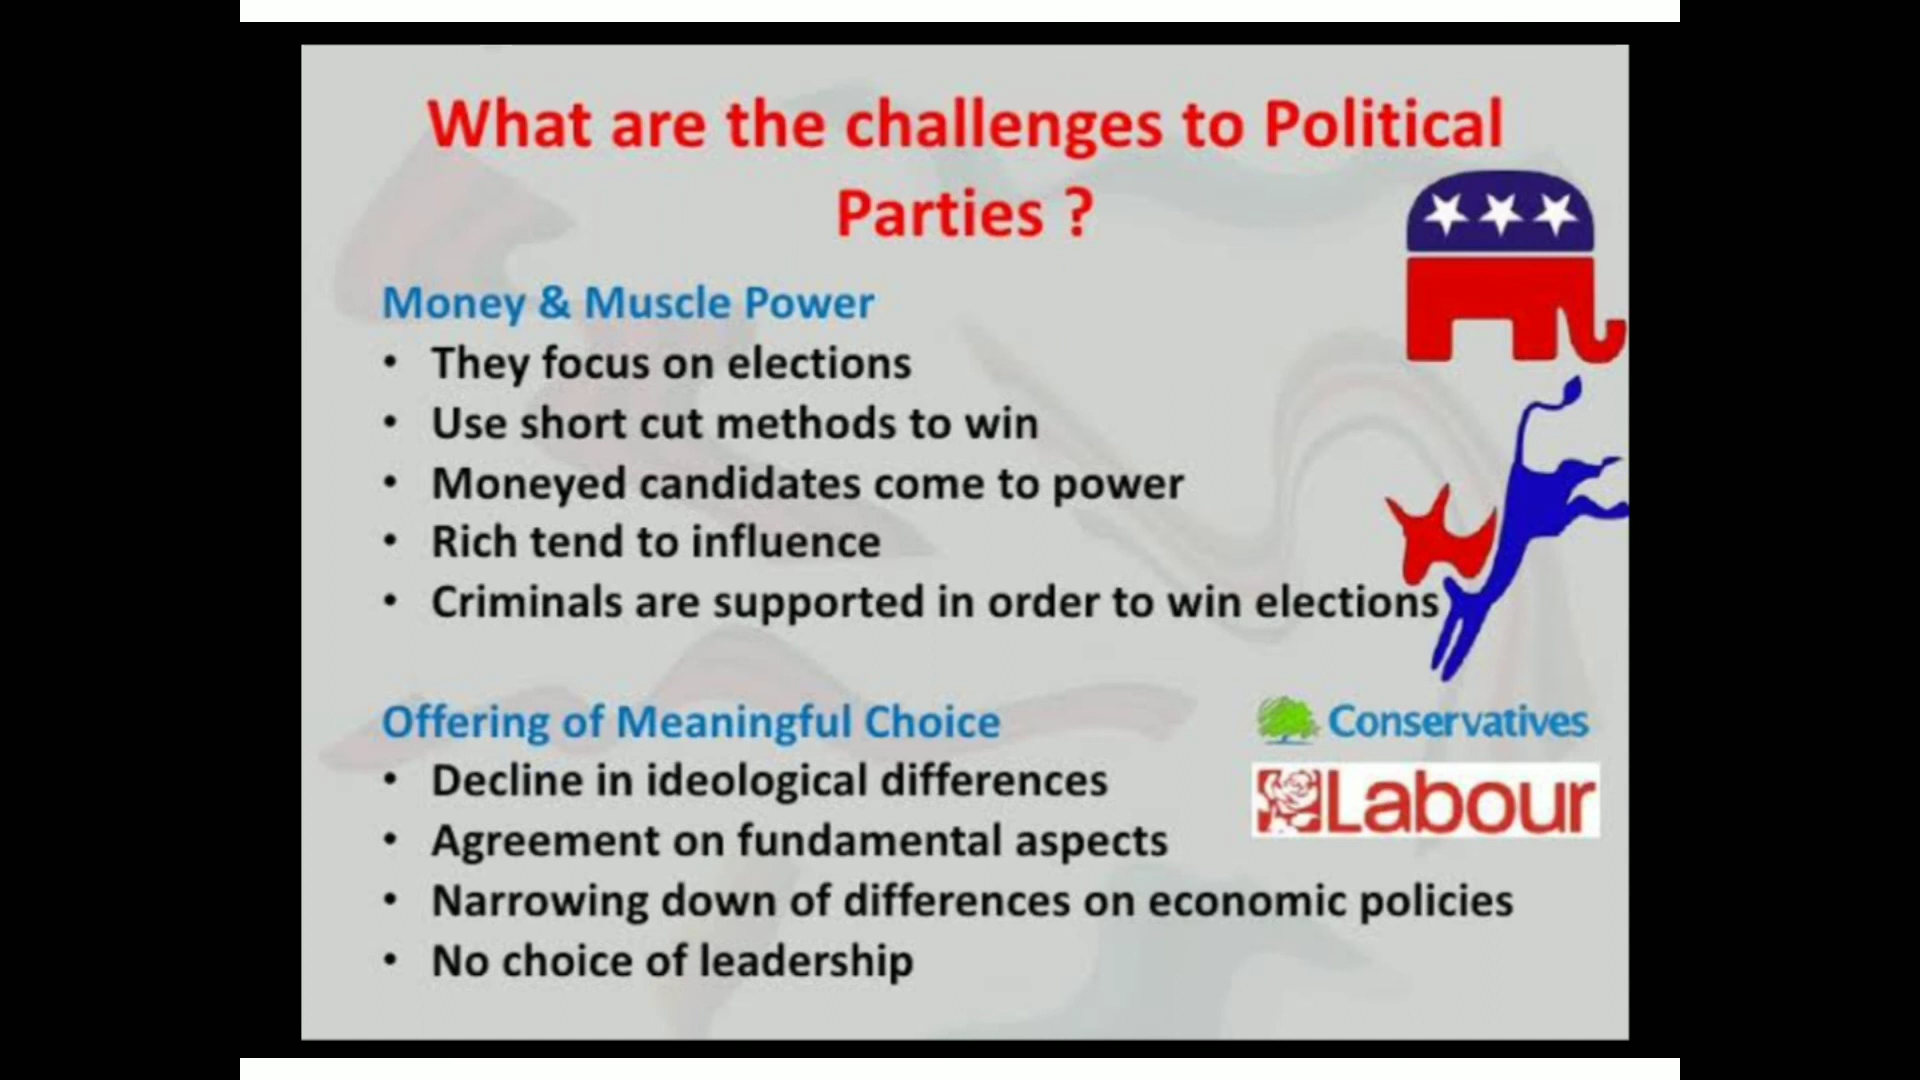 What are the challenges to Political
Parties ?
Money & Muscle Power
• They focus on elections
• Use short cut methods to win
• Moneyed candidates come to power
• Rich tend to influence
• Criminals are supported in order to win elections
Offering of Meaningful Choice
• Decline in ideological differences
• Agreement on fundamental aspects
• Narrowing down of differences on economic policies
• No choice of leadership
Conservatives
Labour